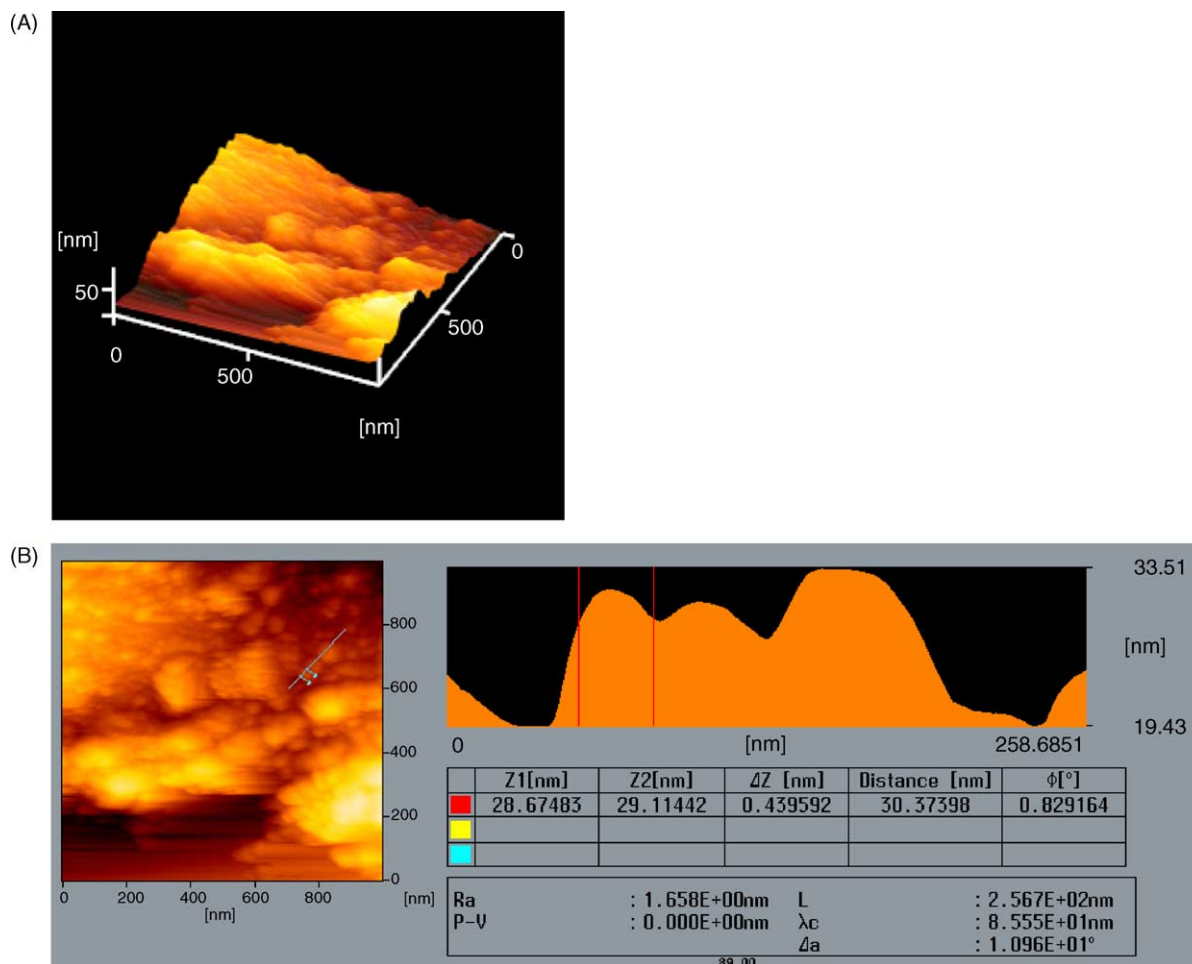 (A)
[nm]
50
0
500
[nm]
500
0
(B)
800
600
400
200
0
0 200 400 600 800 [nm]
[nm]
33.51
[nm]
19.43
0 [nm] 258.6851
Z1[nm] Z2[nm] ΔZ [nm] Distance [nm] Φ[°]
28.67483 29.11442 0.439592 30.37398 0.829164
Ra : 1.658E+00nm L : 2.567E+02nm
P-V : 0.000E+00nm λc : 8.555E+01nm
Δa : 1.096E+01°
89.00